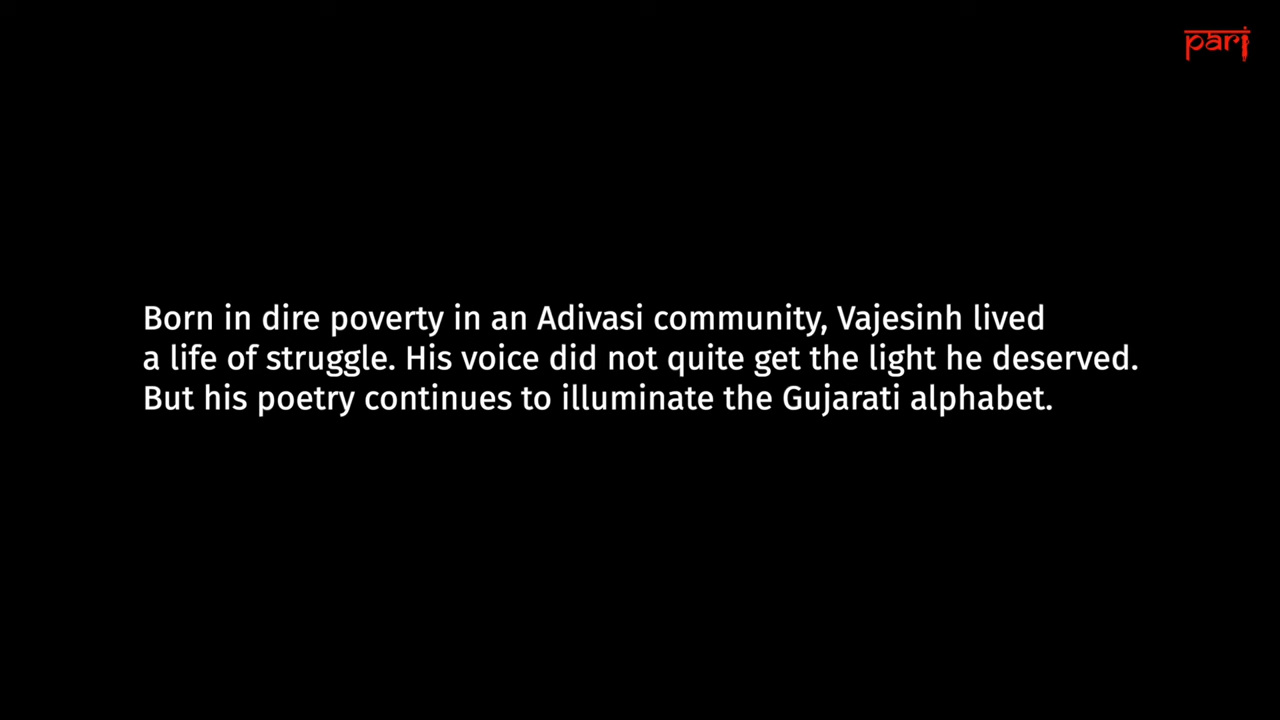 pari
Born in dire poverty in an Adivasi community, Vajesinh lived
a life of struggle. His voice did not quite get the light he deserved.
But his poetry continues to illuminate the Gujarati alphabet.